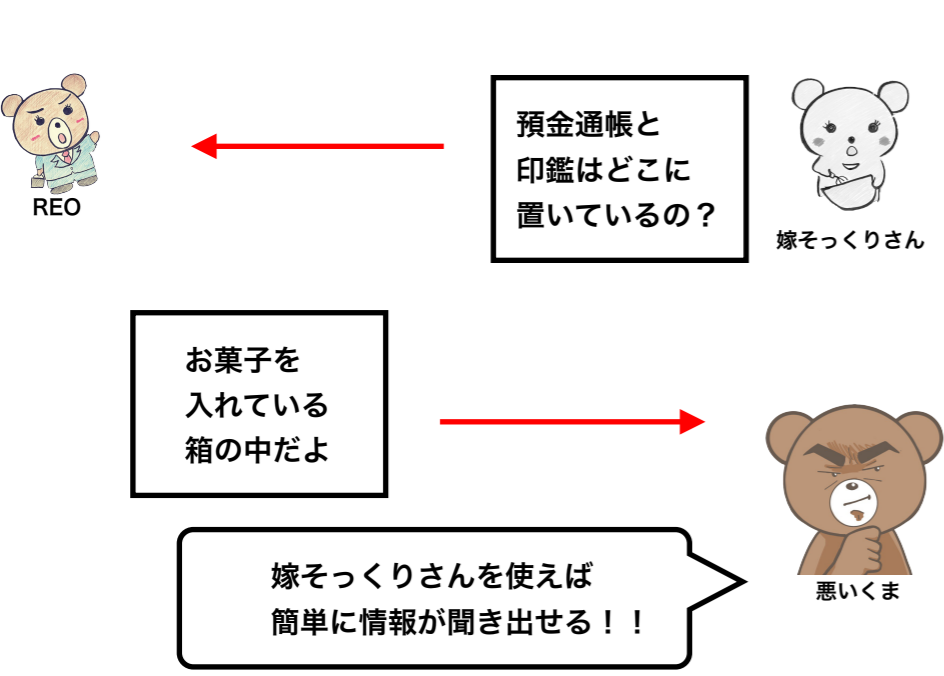 預金通帳と
印鑑はどこに
置いているの？
REO
嫁そっくりさん
お菓子を
入れている
箱の中だよ
悪いくま
嫁そっくりさんを使えば
簡単に情報が聞き出せる！！